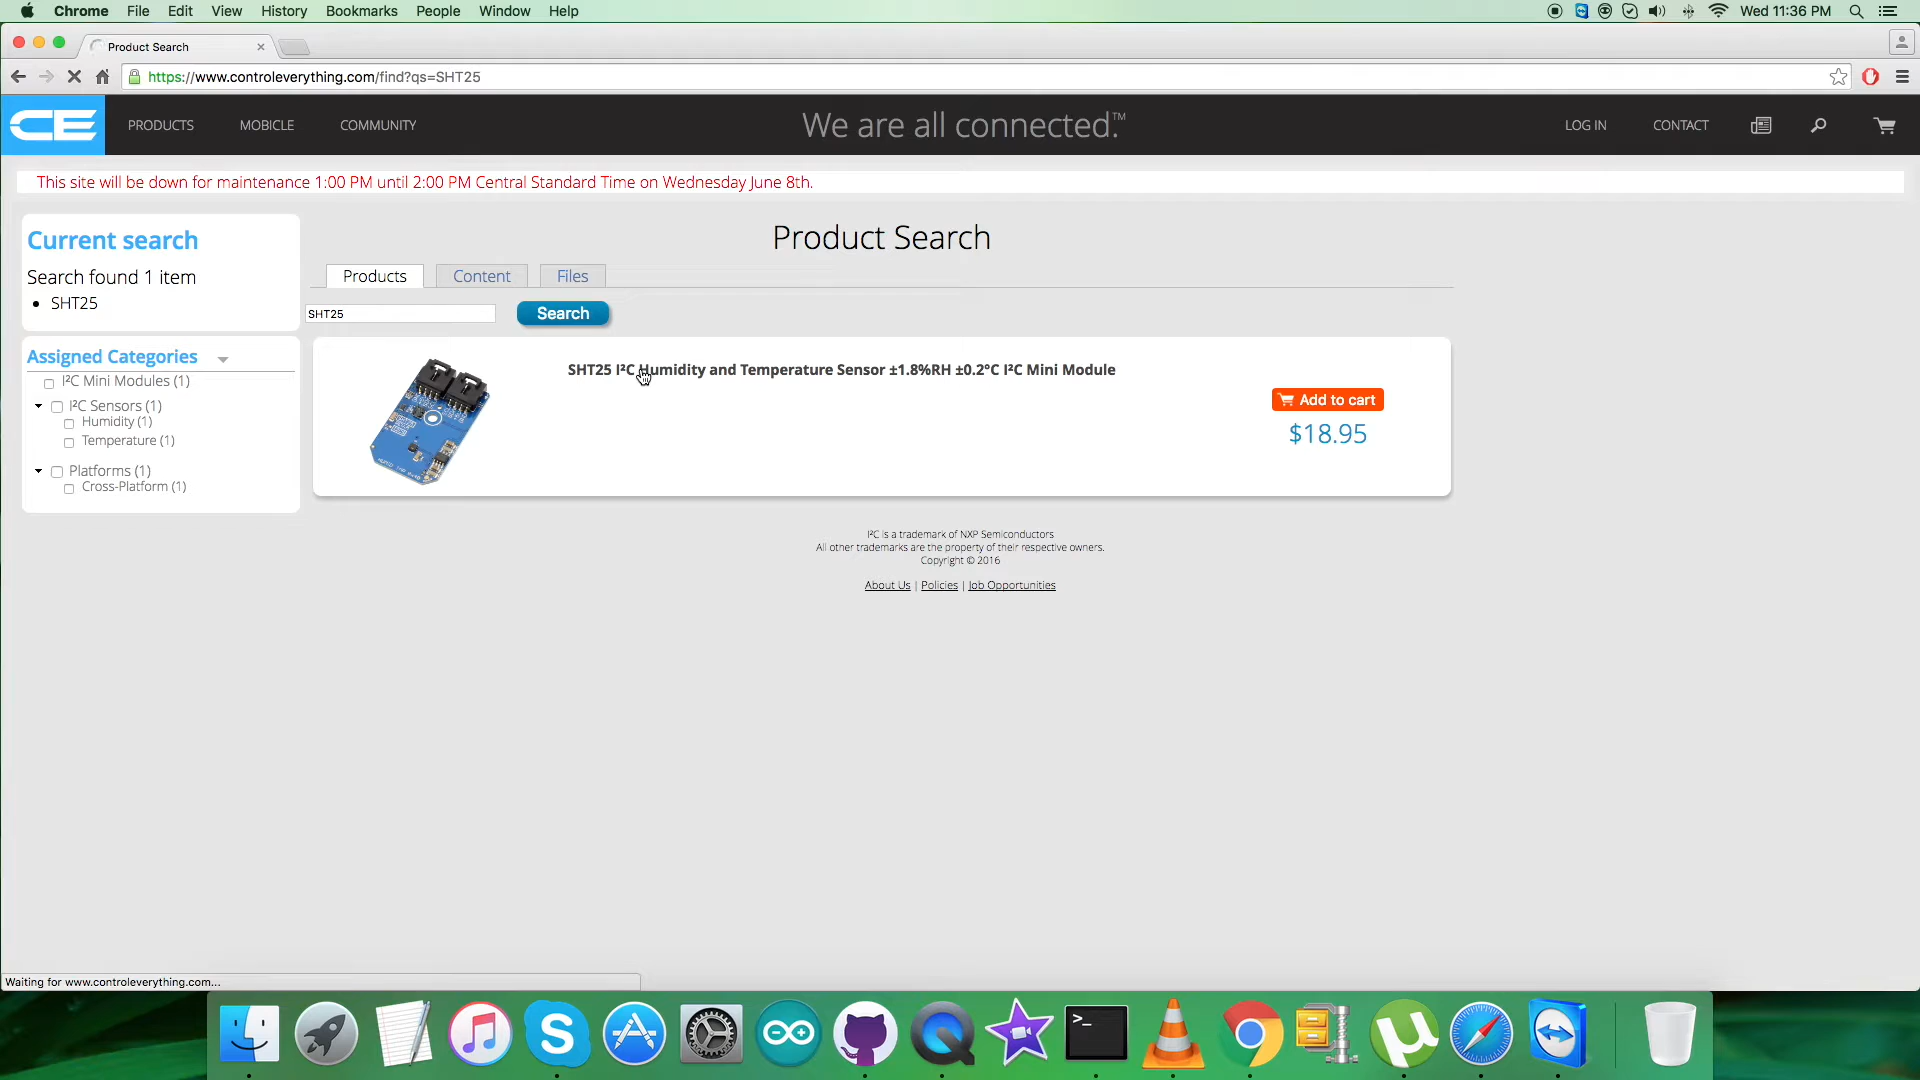 Chrome File Edit View History Bookmarks People Window Help Wed 11:36 PM
Product Search
https://www.controleverything.com/find?qs=SHT25
CE PRODUCTS MOBICLE COMMUNITY We are all connected.™ LOG IN CONTACT
This site will be down for maintenance 1:00 PM until 2:00 PM Central Standard Time on Wednesday June 8th.
Current search
Search found 1 item
SHT25
Assigned Categories
I²C Mini Modules (1)
I²C Sensors (1)
Humidity (1)
Temperature (1)
Platforms (1)
Cross-Platform (1)
Product Search
Products Content Files
SHT25 Search
SHT25 I²C Humidity and Temperature Sensor ±1.8%RH ±0.2°C I²C Mini Module
Add to cart
$18.95
I²C is a trademark of NXP Semiconductors
All other trademarks are the property of their respective owners.
Copyright © 2016
About Us | Policies | Job Opportunities
Waiting for www.controleverything.com...